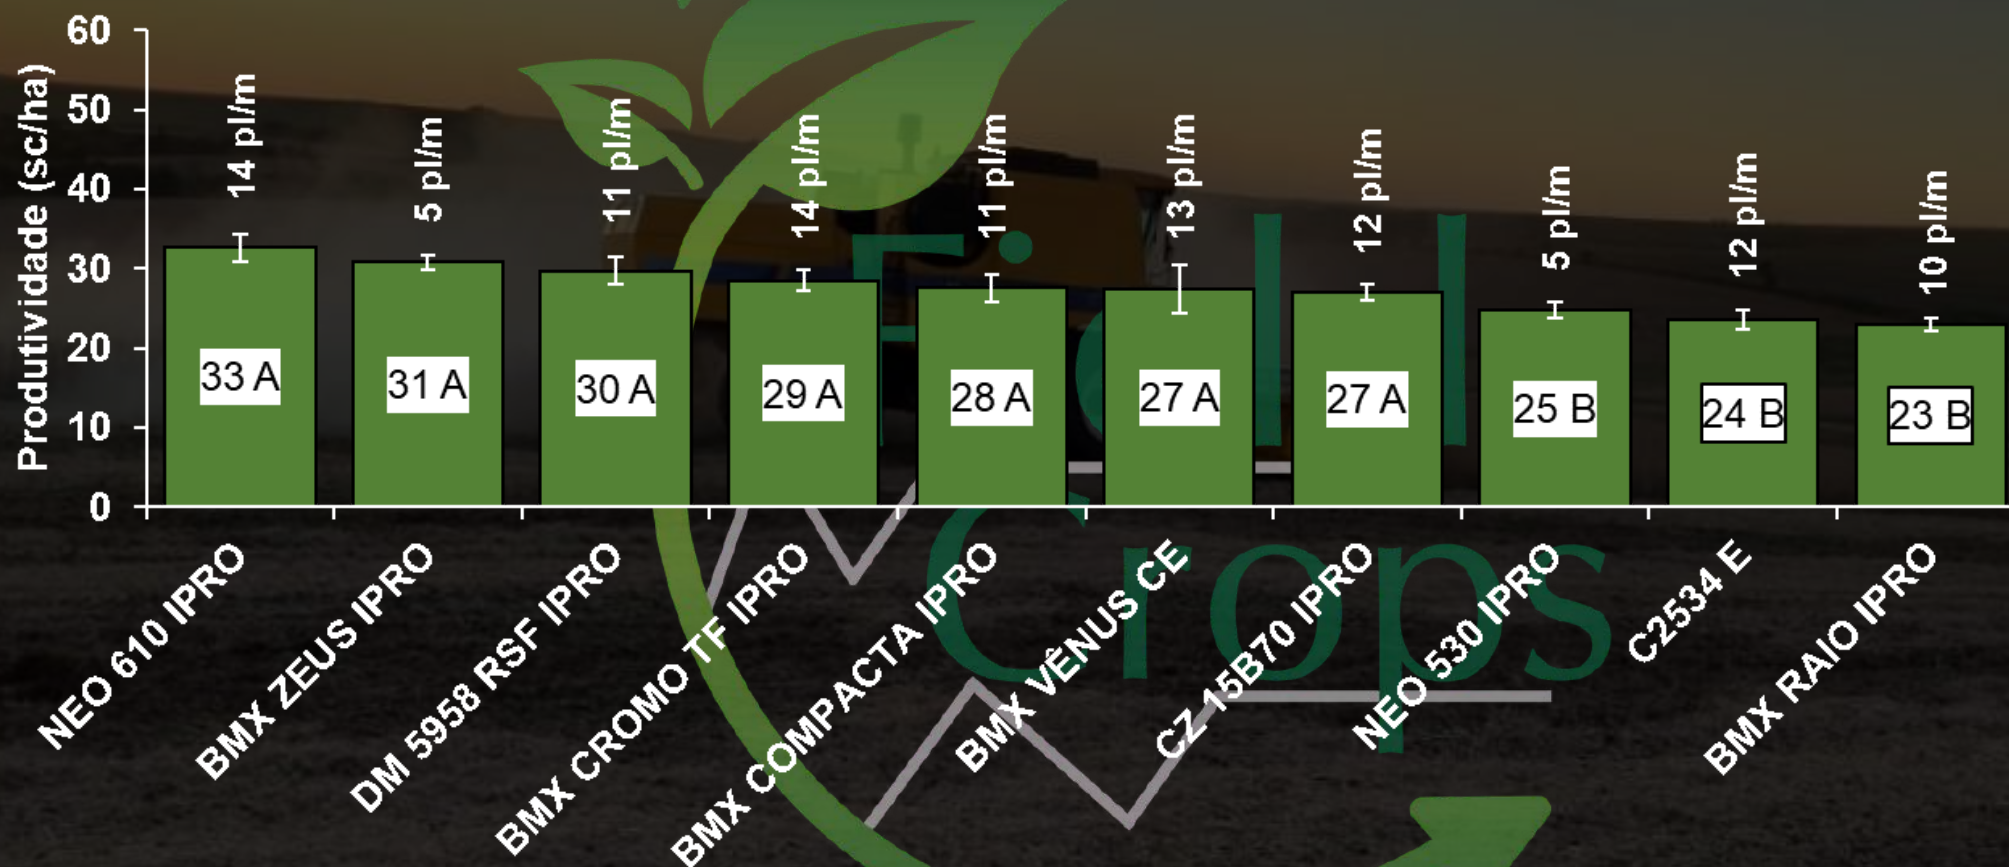 Produtividade (sc/ha)
60
50
40
30
20
10
0
14 pl/m
5 pl/m
11 pl/m
14 pl/m
11 pl/m
13 pl/m
12 pl/m
5 pl/m
12 pl/m
10 pl/m
33 A
31 A
30 A
29 A
28 A
27 A
27 A
25 B
24 B
23 B
NEO 610 IPRO
BMX ZEUS IPRO
DM 5958 RSF IPRO
BMX CROMO TF IPRO
BMX COMPACTA IPRO
BMX VÊNUS CE
CZ 15B70 IPRO
NEO 530 IPRO
C2534 E
BMX RAIO IPRO
Crops